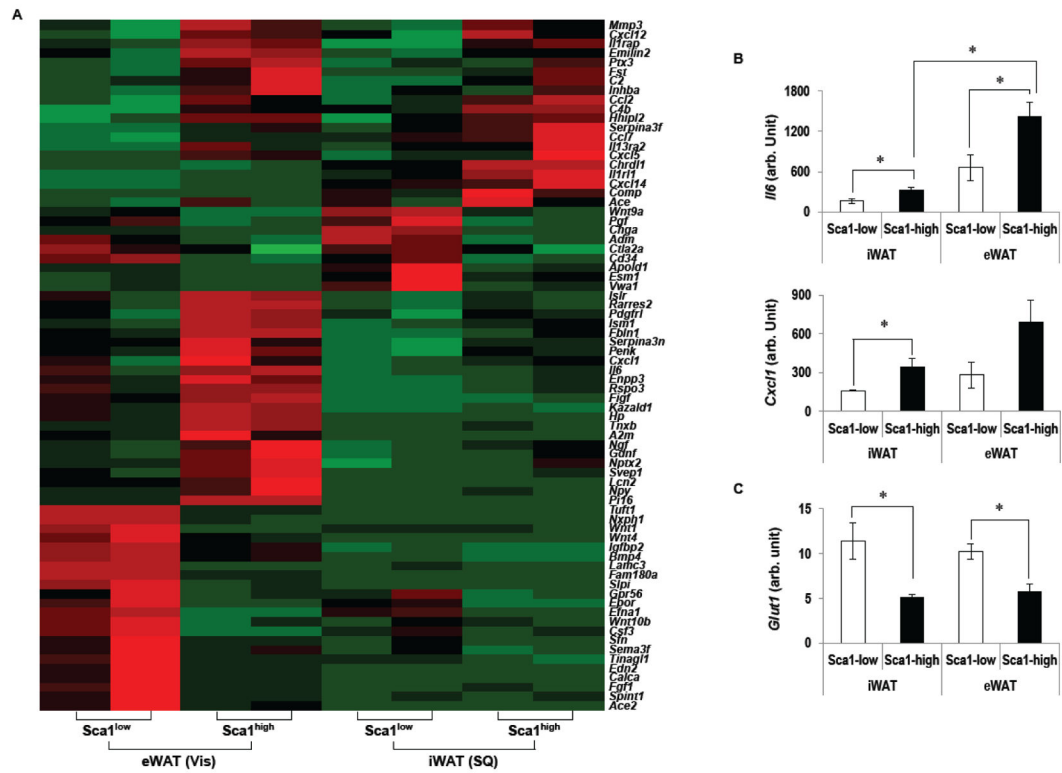 A
Mmp3
Cxcl12
Il1rap
Emilin2
Ptx3
Fst
C2
Inhba
Ccl2
C4b
Hhipl2
Serpina3f
Ccl7
Il13ra2
Cxcl5
Chrdl1
Il1rl1
Cxcl14
Comp
Ace
Wnt9a
Pgf
Chga
Adm
Ctla2a
Cd34
Apold1
Esm1
Vwa1
Islr
Rarres2
Pdgfrl
Ism1
Fbln1
Serpina3n
Penk
Cxcl1
Il6
Enpp3
Rspo3
Figf
Kazald1
Hp
Tnxb
A2m
Ngf
Gdnf
Nptx2
Svep1
Lcn2
Npy
Pi16
Tuft1
Nxph1
Wnt1
Wnt4
Igfbp2
Bmp4
Lamc3
Fam180a
Slpi
Gpr56
Efna1
Wnt10b
Csf3
Sfn
Sema3f
Tinagl1
Edn2
Calca
Fgf1
Spint1
Ace2
Sca1low Sca1high Sca1low Sca1high
eWAT (Vis) iWAT (SQ)
B
Il6 (arb. Unit)
1800
1200
600
0
* * *
Sca1-low Sca1-high Sca1-low Sca1-high
iWAT eWAT
Cxcl1 (arb. Unit)
900
600
300
0
*
Sca1-low Sca1-high Sca1-low Sca1-high
iWAT eWAT
C
Glut1 (arb. unit)
15
10
5
0
* *
Sca1-low Sca1-high Sca1-low Sca1-high
iWAT eWAT